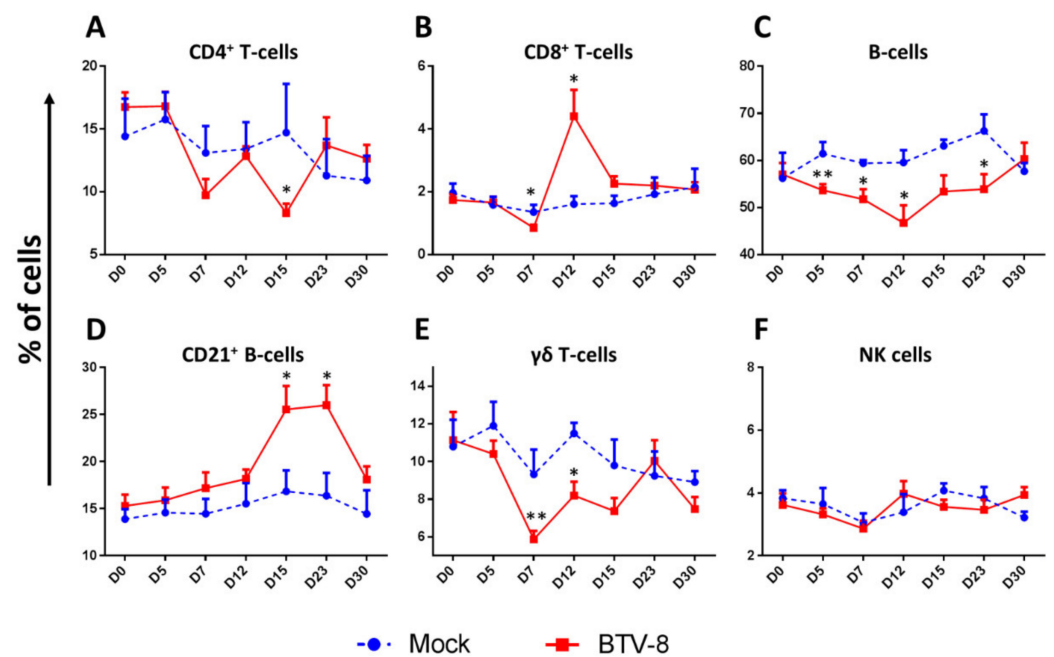 A
CD4⁺ T-cells
20
15
10
5
D0 D5 D7 D12 D15 D23 D30
*
B
CD8⁺ T-cells
6
4
2
0
D0 D5 D7 D12 D15 D23 D30
*
*
C
B-cells
80
70
60
50
40
D0 D5 D7 D12 D15 D23 D30
**
*
*
*
% of cells
D
CD21⁺ B-cells
30
25
20
15
10
D0 D5 D7 D12 D15 D23 D30
*
*
E
γδ T-cells
14
12
10
8
6
D0 D5 D7 D12 D15 D23 D30
**
*
F
NK cells
8
6
4
2
D0 D5 D7 D12 D15 D23 D30
Mock BTV-8